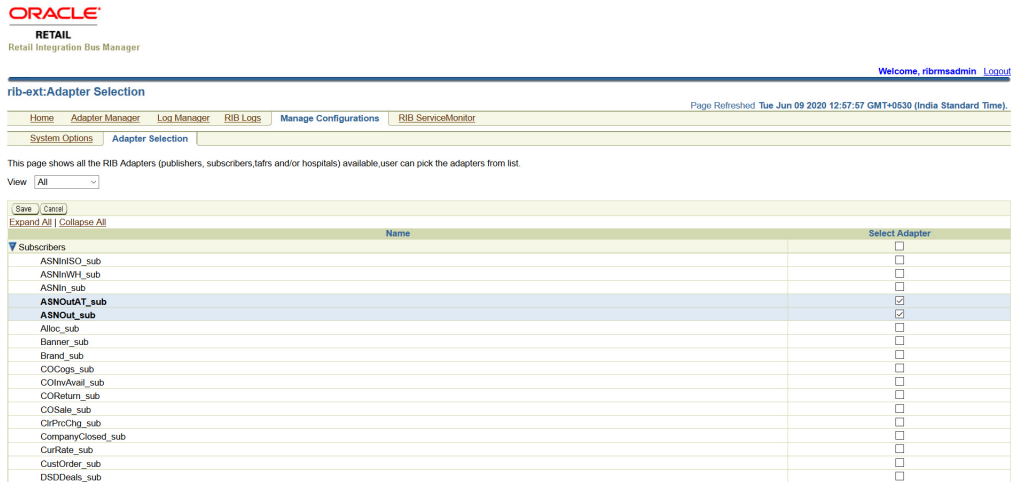 ORACLE
RETAIL
Retail Integration Bus Manager
Welcome, ribrmsadmin Logout
rib-ext:Adapter Selection
Page Refreshed Tue Jun 09 2020 12:57:57 GMT+0530 (India Standard Time).
Home Adapter Manager Log Manager RIB Logs Manage Configurations RIB ServiceMonitor
System Options Adapter Selection
This page shows all the RIB Adapters (publishers, subscribers,tafrs and/or hospitals) available,user can pick the adapters from list.
View All
Save Cancel
Expand All | Collapse All
Name Select Adapter
Subscribers
ASNInISO_sub
ASNInWH_sub
ASNIn_sub
ASNOutAT_sub
ASNOut_sub
Alloc_sub
Banner_sub
Brand_sub
COCogs_sub
COInvAvail_sub
COReturn_sub
COSale_sub
ClrPrcChg_sub
CompanyClosed_sub
CurRate_sub
CustOrder_sub
DSDDeals_sub